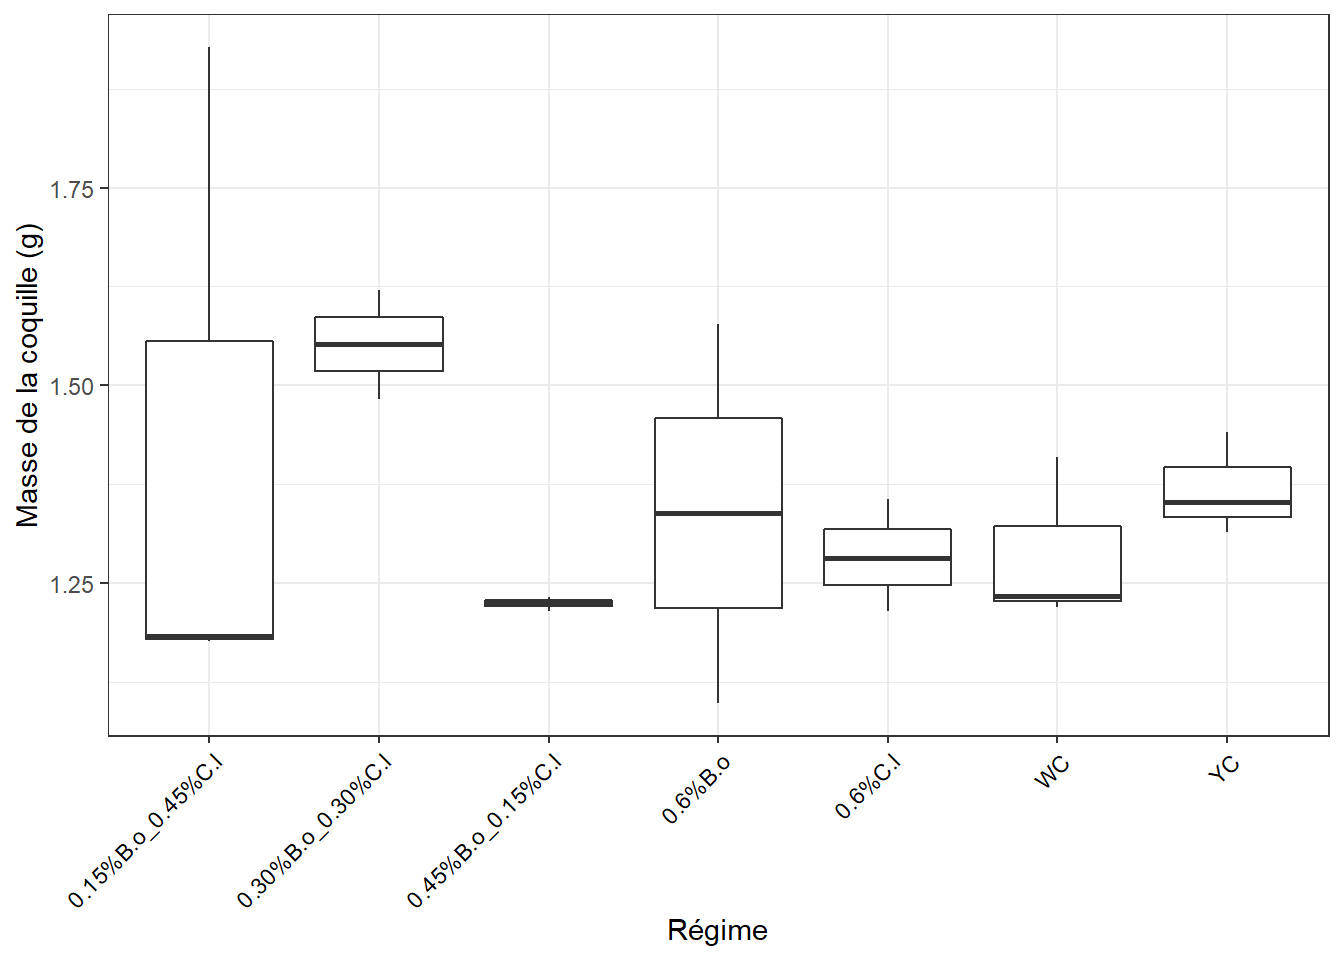 Masse de la coquille (g)
1.75
1.50
1.25
0.15%B.o_0.45%C.l
0.30%B.o_0.30%C.l
0.45%B.o_0.15%C.l
0.6%B.o
0.6%C.l
WC
YC
Régime